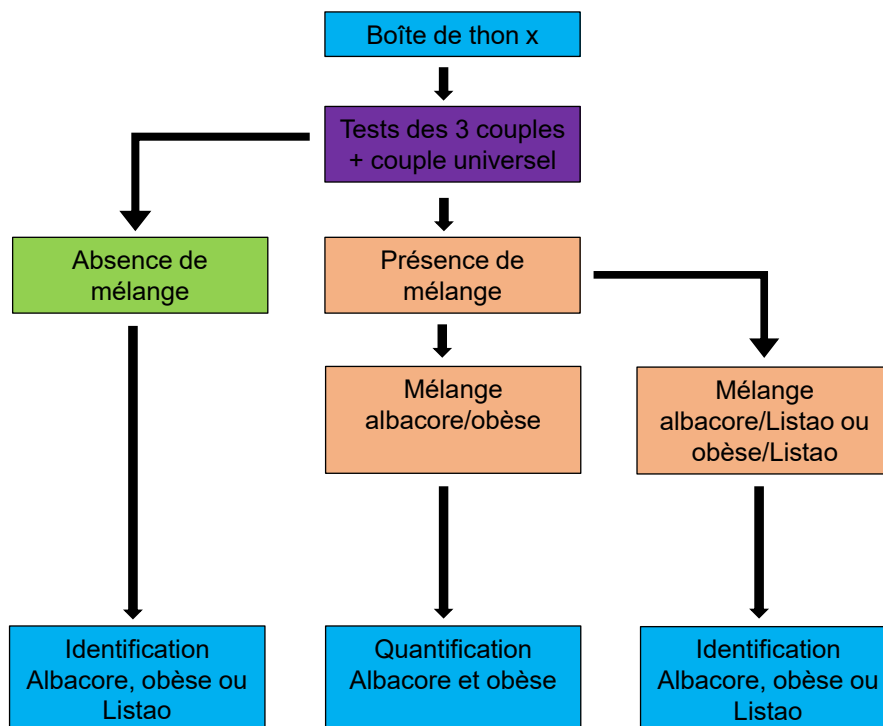 Boîte de thon x
Tests des 3 couples
+ couple universel
Absence de
mélange
Présence de
mélange
Mélange
albacore/obèse
Mélange
albacore/Listao ou
obèse/Listao
Identification
Albacore, obèse ou
Listao
Quantification
Albacore et obèse
Identification
Albacore, obèse ou
Listao